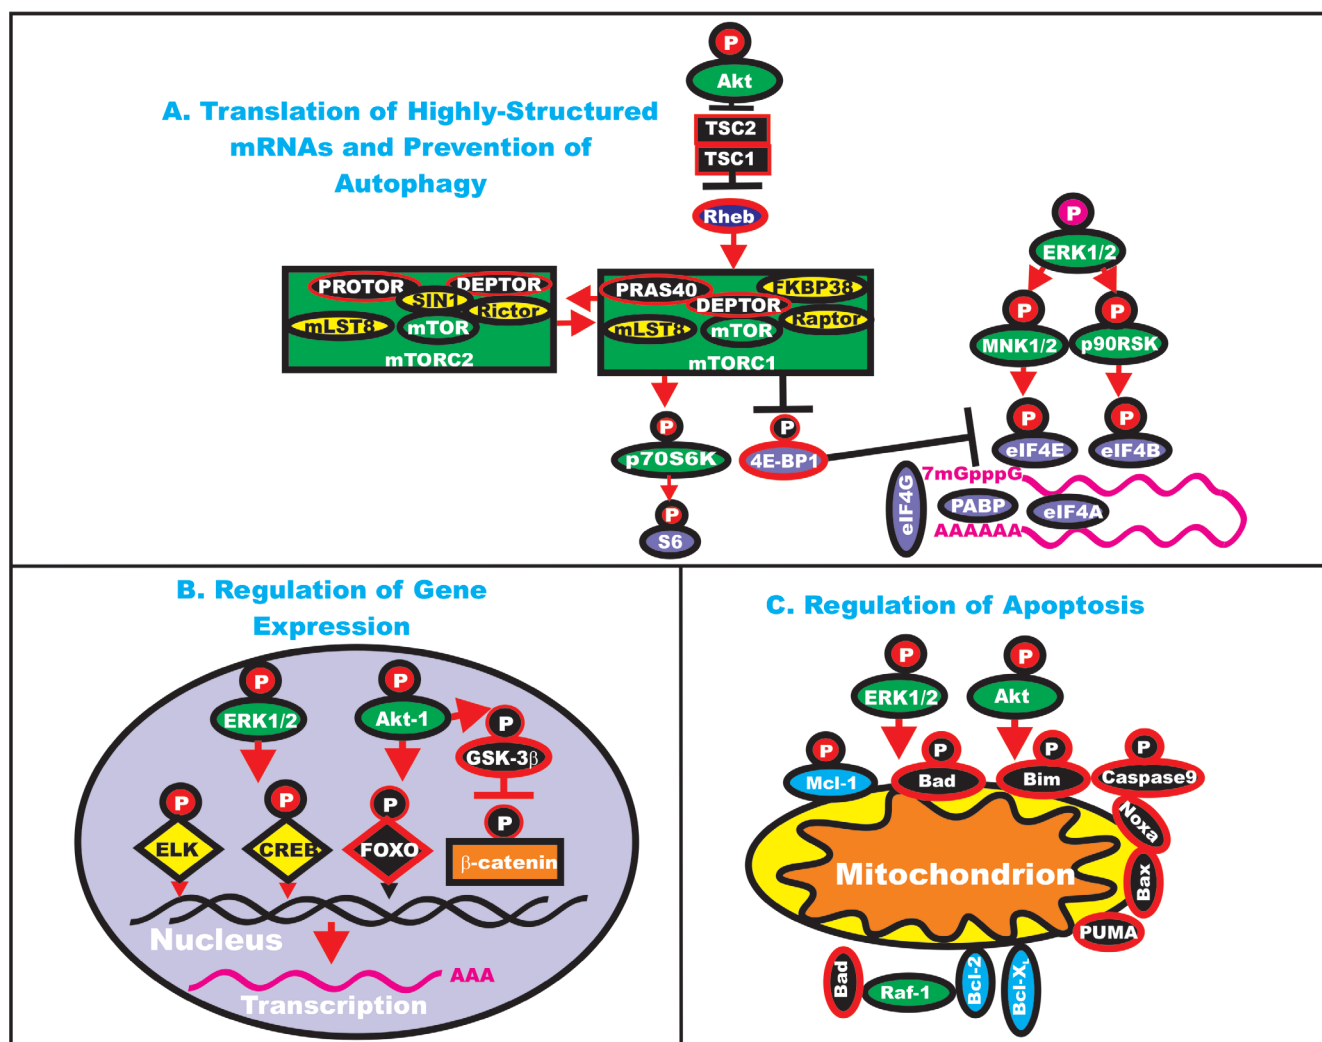 A. Translation of Highly-Structured
mRNAs and Prevention of
Autophagy
P
Akt
TSC2
TSC1
Rheb
PROTOR
DEPTOR
SIN1
Rictor
mLST8
mTOR
mTORC2
PRAS40
FKBP38
DEPTOR
mLST8
mTOR
Raptor
mTORC1
P
p70S6K
P
S6
P
4E-BP1
P
ERK1/2
P
MNK1/2
P
p90RSK
P
eIF4E
P
eIF4B
eIF4G
7mGpppG
PABP
eIF4A
AAAAAA
B. Regulation of Gene
Expression
P
ERK1/2
P
Akt-1
P
GSK-3β
P
ELK
P
CREB
P
FOXO
P
β-catenin
Nucleus
AAA
Transcription
C. Regulation of Apoptosis
P
ERK1/2
P
Akt
P
Mcl-1
P
Bad
P
Bim
P
Caspase9
Noxa
Bax
PUMA
Mitochondrion
Bad
Raf-1
Bcl-2
Bcl-XL